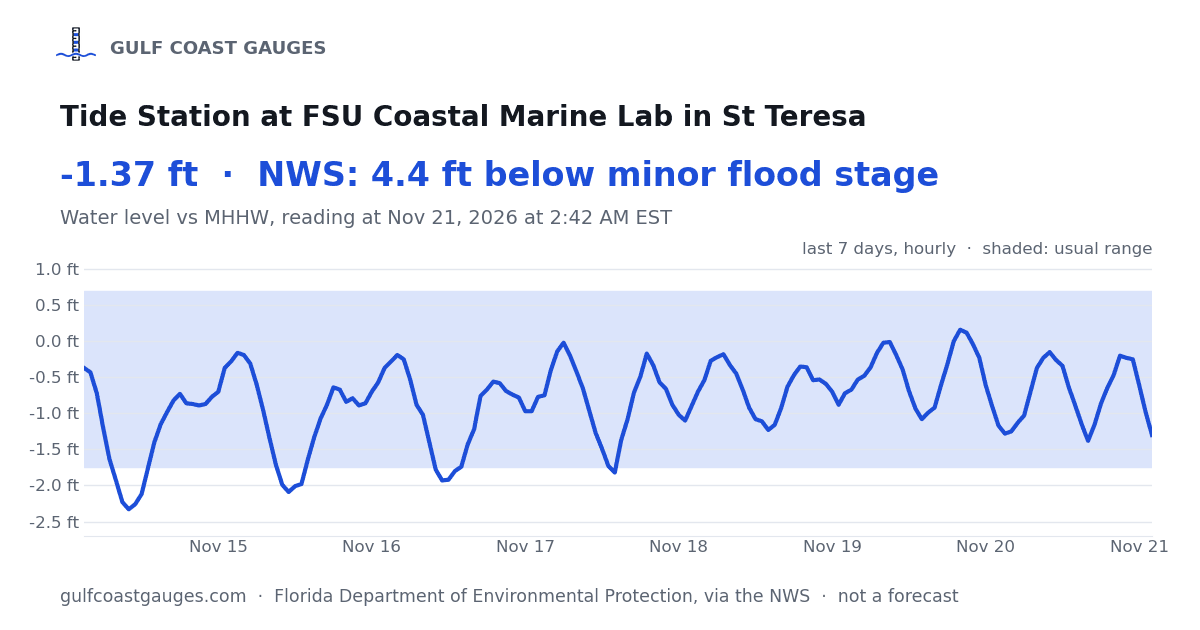 GULF COAST GAUGES
Tide Station at FSU Coastal Marine Lab in St Teresa
-1.37 ft · NWS: 4.4 ft below minor flood stage
Water level vs MHHW, reading at Nov 21, 2026 at 2:42 AM EST
last 7 days, hourly · shaded: usual range
1.0 ft
0.5 ft
0.0 ft
-0.5 ft
-1.0 ft
-1.5 ft
-2.0 ft
-2.5 ft
Nov 15 Nov 16 Nov 17 Nov 18 Nov 19 Nov 20 Nov 21
gulfcoastgauges.com · Florida Department of Environmental Protection, via the NWS · not a forecast